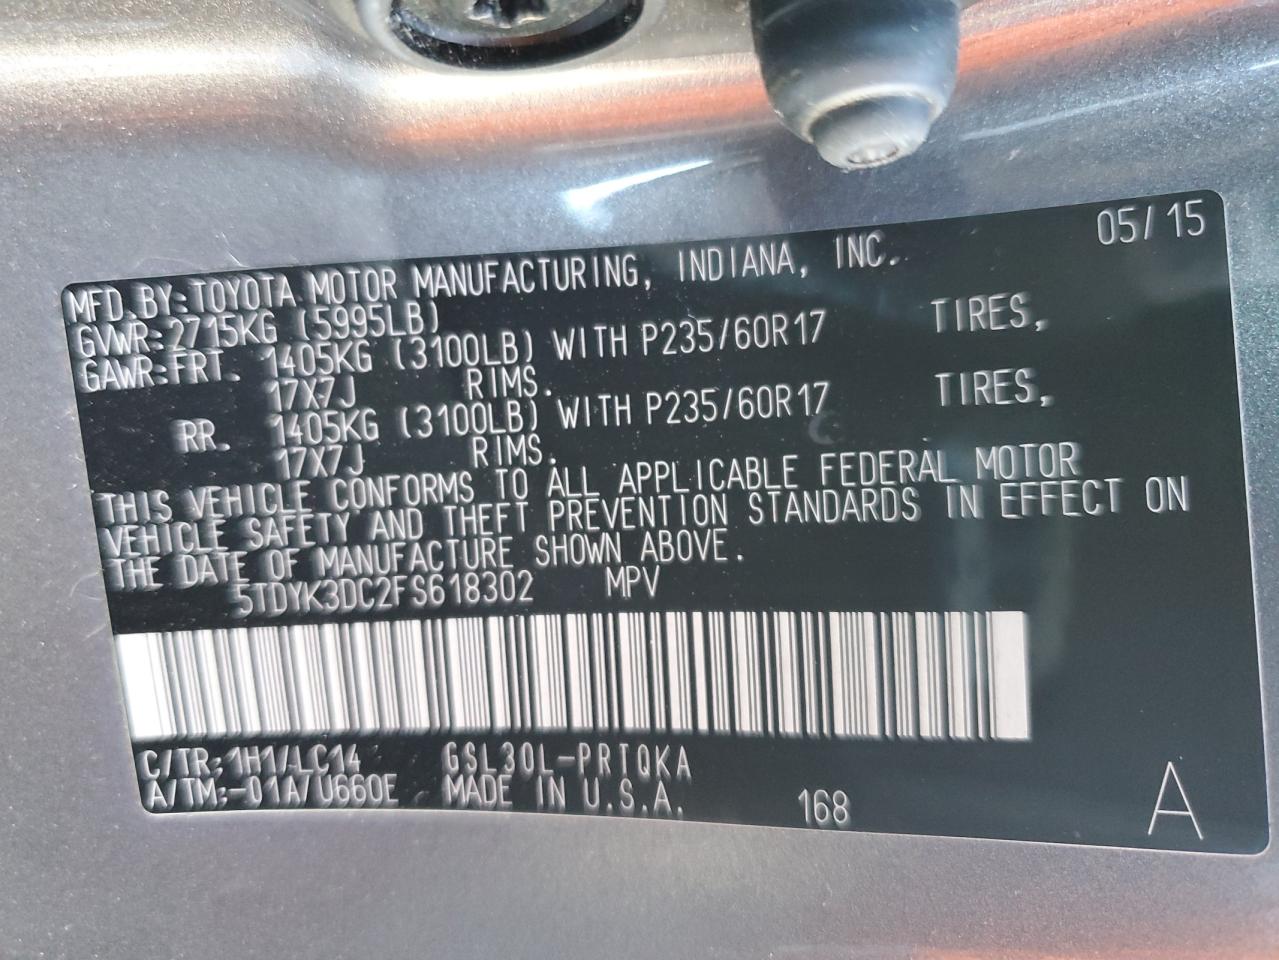 05/15
MFD.BY:TOYOTA MOTOR MANUFACTURING, INDIANA, INC.
GVWR:2715KG (5995LB)
GAWR:FRT. 1405KG (3100LB) WITH P235/60R17 TIRES,
17X7J RIMS.
RR. 1405KG (3100LB) WITH P235/60R17 TIRES,
17X7J RIMS.
THIS VEHICLE CONFORMS TO ALL APPLICABLE FEDERAL MOTOR
VEHICLE SAFETY AND THEFT PREVENTION STANDARDS IN EFFECT ON
THE DATE OF MANUFACTURE SHOWN ABOVE.
5TDYK3DC2FS618302 MPV
C/TR:1H1/LC14 GSL30L-PRTQKA
A/TM:-01A/U660E MADE IN U.S.A. 168
A